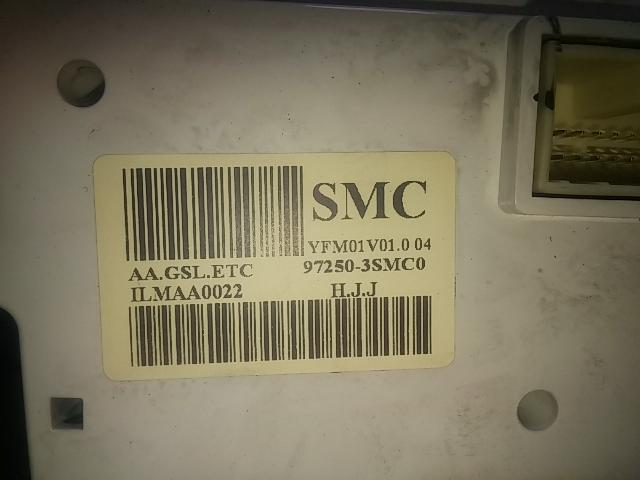 SMC
YFM01V01.0 04
AA.GSL.ETC 97250-3SMC0
ILMAA0022 H.J.J